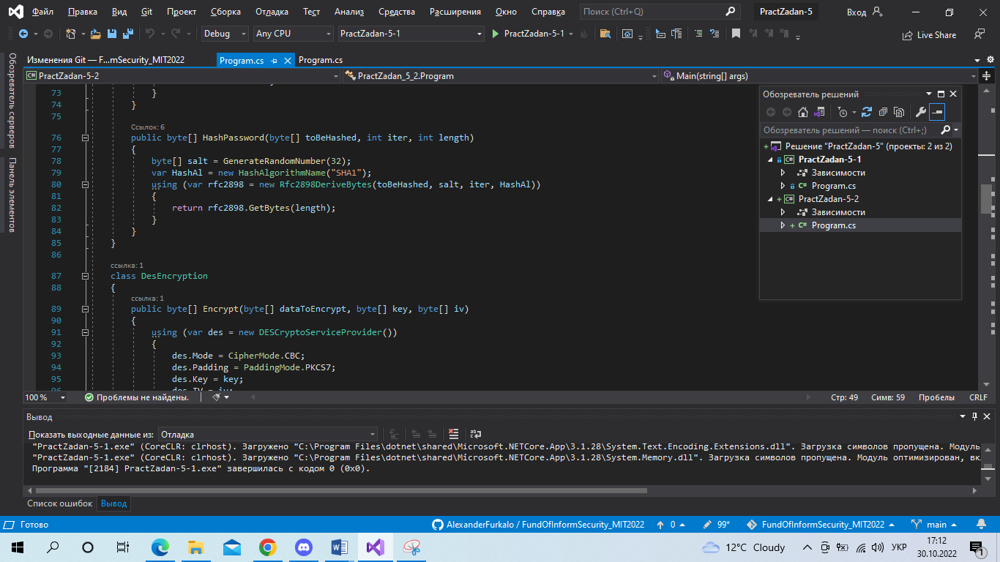 Файл Правка Вид Git Проект Сборка Отладка Тест Анализ Средства Расширения Окно Справка Поиск (Ctrl+Q) PractZadan-5 Вход
Debug Any CPU PractZadan-5-1 PractZadan-5-1 Live Share
Обозреватель серверов
Панель элементов
Изменения Git — F...mSecurity_MIT2022 Program.cs Program.cs
PractZadan-5-2 PractZadan_5_2.Program Main(string[] args)
73 }
74 }
75
Ссылок: 6
76 public byte[] HashPassword(byte[] toBeHashed, int iter, int length)
77 {
78 byte[] salt = GenerateRandomNumber(32);
79 var HashAl = new HashAlgorithmName("SHA1");
80 using (var rfc2898 = new Rfc2898DeriveBytes(toBeHashed, salt, iter, HashAl))
81 {
82 return rfc2898.GetBytes(length);
83 }
84 }
85 }
86
ссылка: 1
87 class DesEncryption
88 {
ссылка: 1
89 public byte[] Encrypt(byte[] dataToEncrypt, byte[] key, byte[] iv)
90 {
91 using (var des = new DESCryptoServiceProvider())
92 {
93 des.Mode = CipherMode.CBC;
94 des.Padding = PaddingMode.PKCS7;
95 des.Key = key;
96 des.IV = iv;
Обозреватель решений
Обозреватель решений — поиск (Ctrl+;)
Решение "PractZadan-5" (проекты: 2 из 2)
PractZadan-5-1
Зависимости
Program.cs
PractZadan-5-2
Зависимости
Program.cs
100 % Проблемы не найдены. Стр: 49 Симв: 59 Пробелы CRLF
Вывод
Показать выходные данные из: Отладка
"PractZadan-5-1.exe" (CoreCLR: clrhost). Загружено "C:\Program Files\dotnet\shared\Microsoft.NETCore.App\3.1.28\System.Text.Encoding.Extensions.dll". Загрузка символов пропущена. Модуль
"PractZadan-5-1.exe" (CoreCLR: clrhost). Загружено "C:\Program Files\dotnet\shared\Microsoft.NETCore.App\3.1.28\System.Memory.dll". Загрузка символов пропущена. Модуль оптимизирован, вк
Программа "[2184] PractZadan-5-1.exe" завершилась с кодом 0 (0x0).
Список ошибок Вывод
Готово AlexanderFurkalo / FundOfInformSecurity_MIT2022 0 99* FundOfInformSecurity_MIT2022 main
12°C Cloudy УКР 17:12
30.10.2022 1